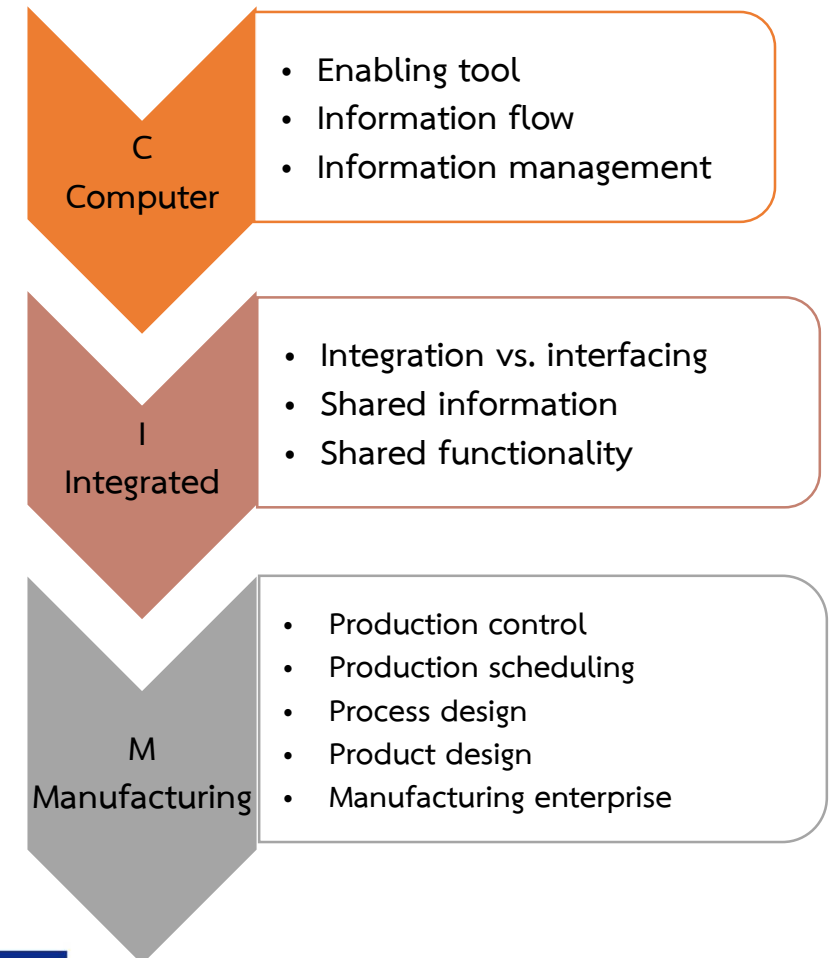 C
Computer
• Enabling tool
• Information flow
• Information management
I
Integrated
• Integration vs. interfacing
• Shared information
• Shared functionality
M
Manufacturing
• Production control
• Production scheduling
• Process design
• Product design
• Manufacturing enterprise